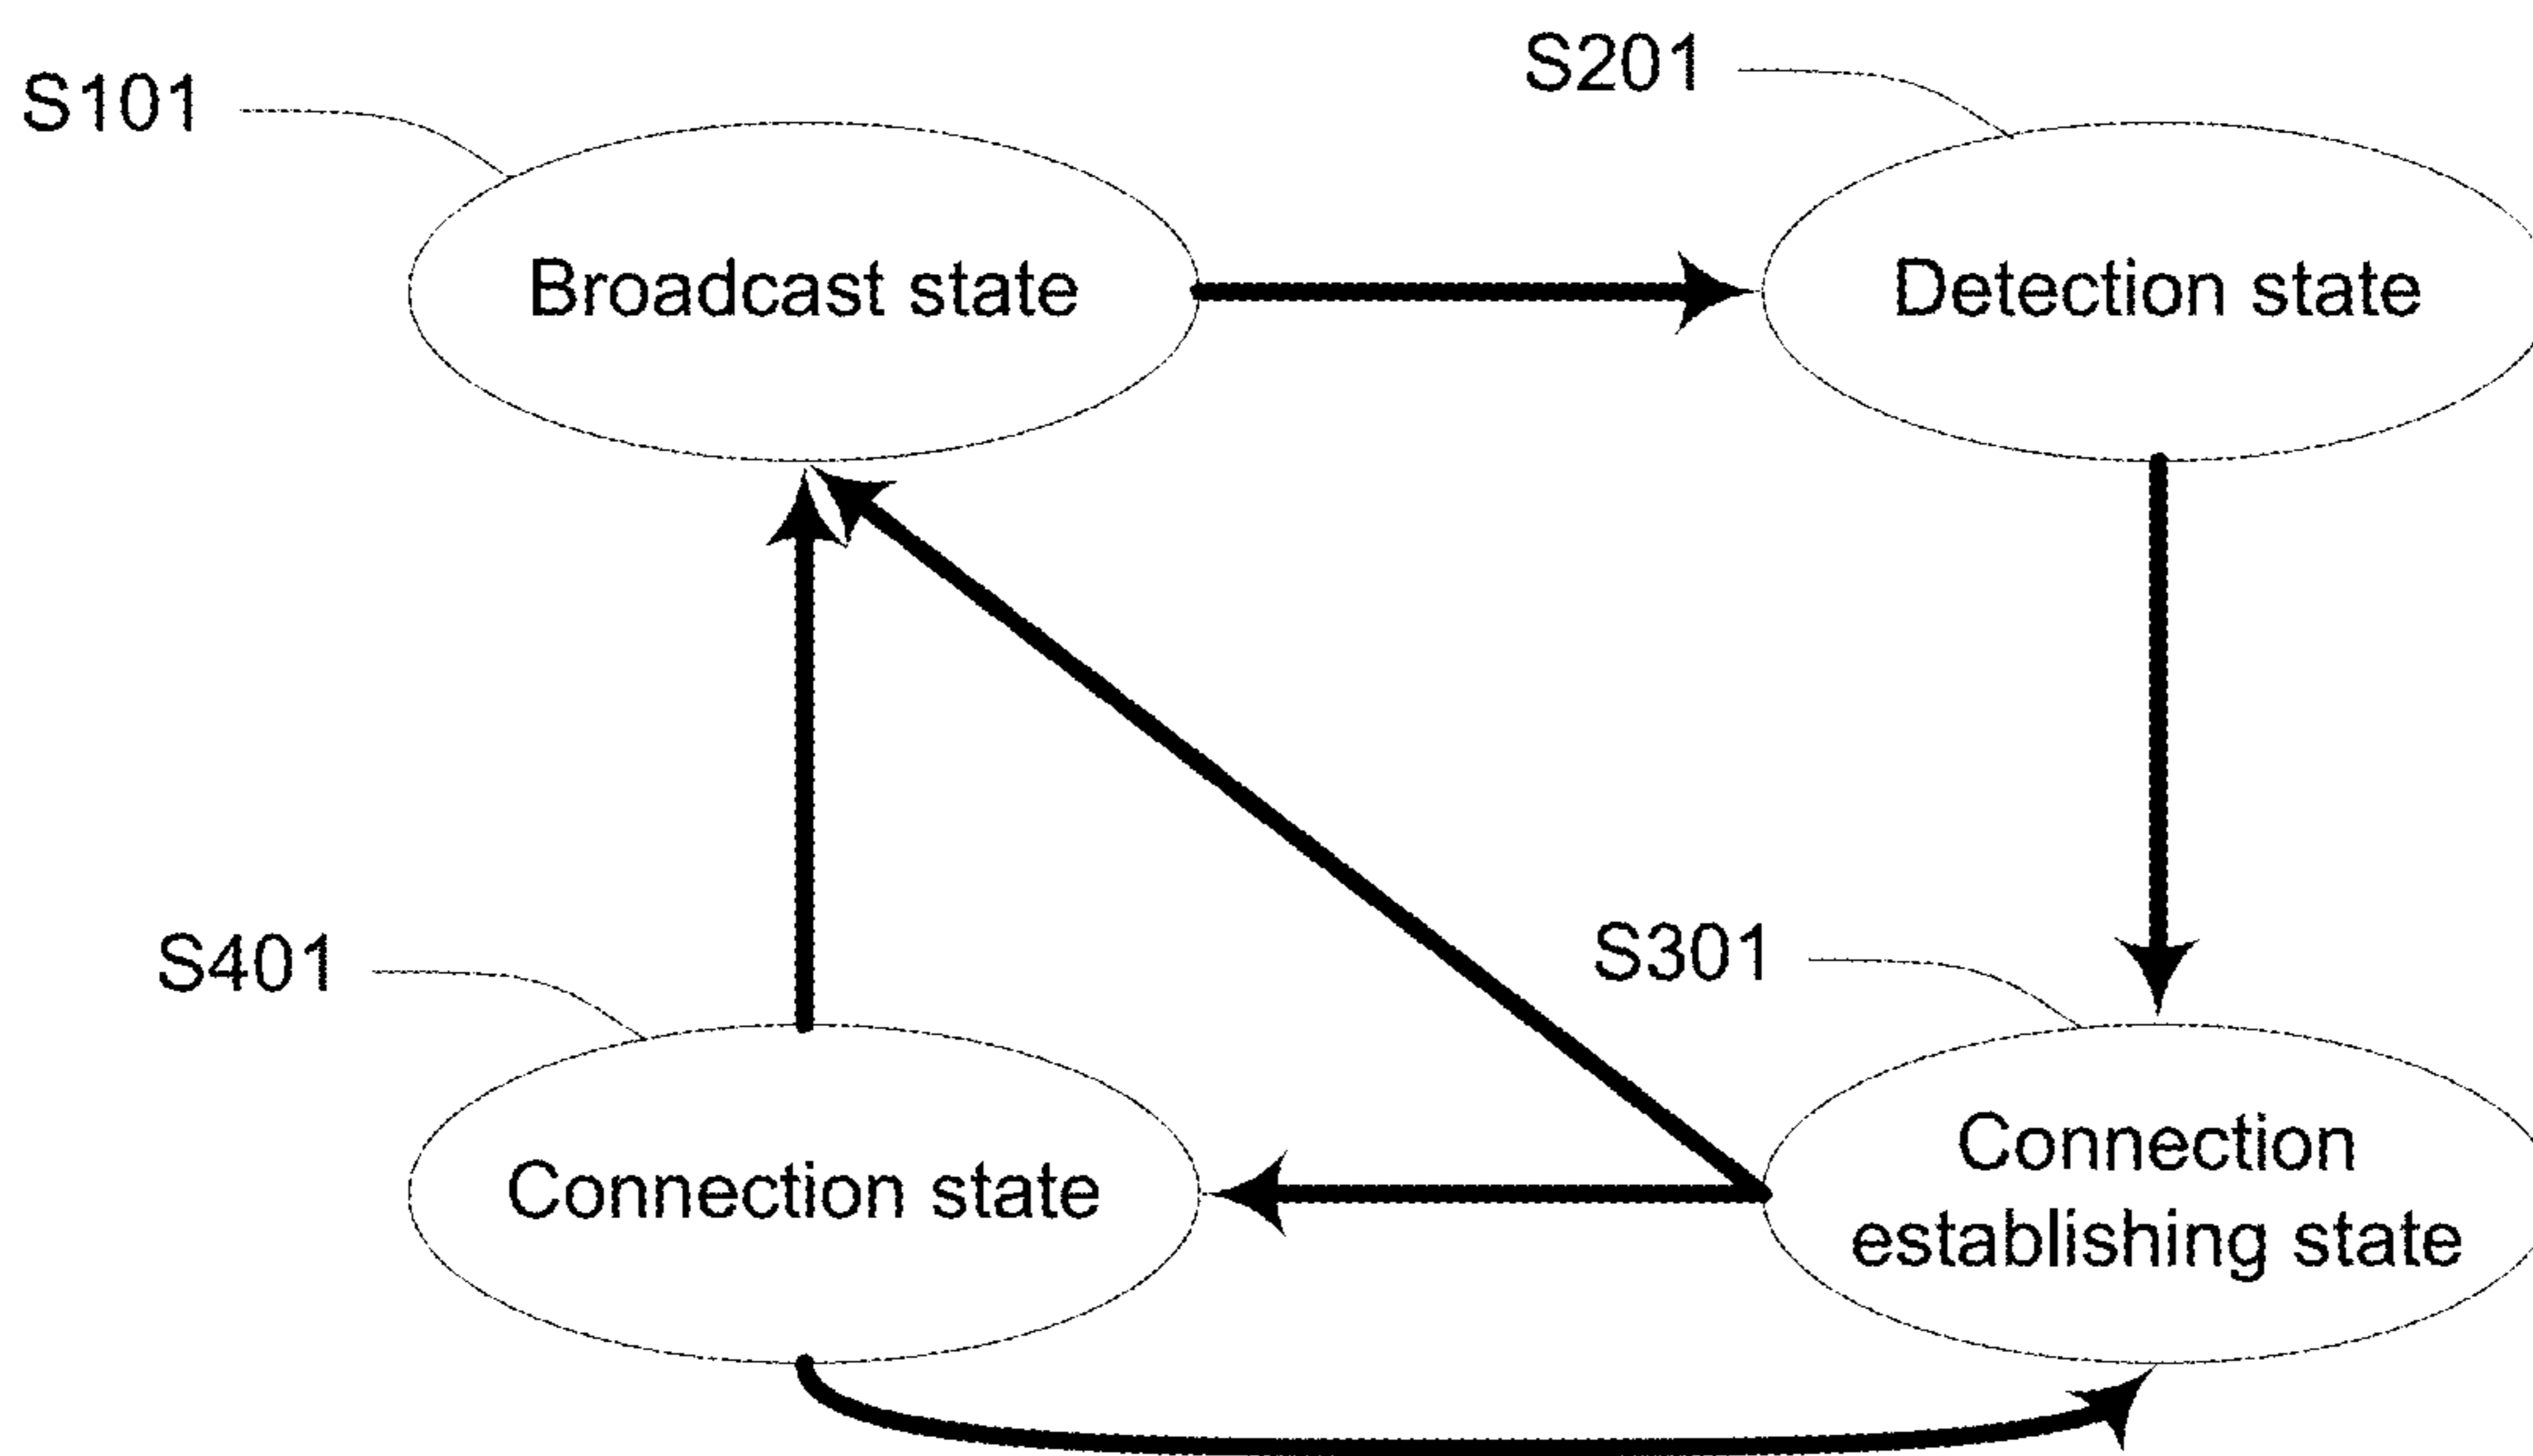 S101
S201
Broadcast state
Detection state
S401
S301
Connection state
Connection
establishing state